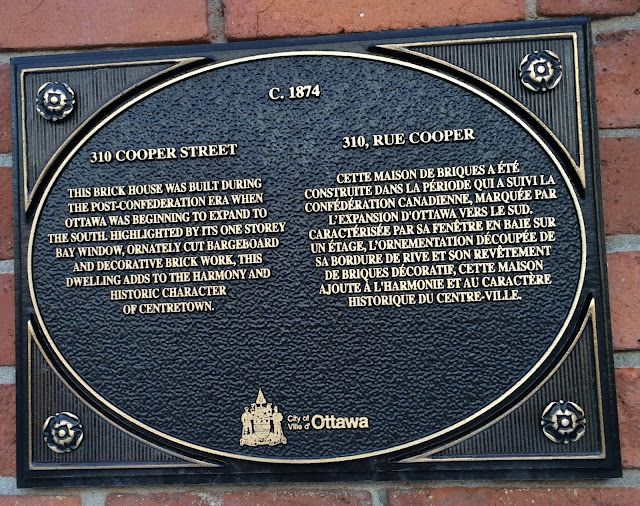 C. 1874
310 COOPER STREET
THIS BRICK HOUSE WAS BUILT DURING
THE POST-CONFEDERATION ERA WHEN
OTTAWA WAS BEGINNING TO EXPAND TO
THE SOUTH. HIGHLIGHTED BY ITS ONE STOREY
BAY WINDOW, ORNATELY CUT BARGEBOARD
AND DECORATIVE BRICK WORK, THIS
DWELLING ADDS TO THE HARMONY AND
HISTORIC CHARACTER
OF CENTRETOWN.
310, RUE COOPER
CETTE MAISON DE BRIQUES A ÉTÉ
CONSTRUITE DANS LA PÉRIODE QUI A SUIVI LA
CONFÉDÉRATION CANADIENNE, MARQUÉE PAR
L'EXPANSION D'OTTAWA VERS LE SUD.
CARACTÉRISÉE PAR SA FENÊTRE EN BAIE SUR
UN ÉTAGE, L'ORNEMENTATION DÉCOUPÉE DE
SA BORDURE DE RIVE ET SON REVÊTEMENT
DE BRIQUES DÉCORATIF, CETTE MAISON
AJOUTE À L'HARMONIE ET AU CARACTÈRE
HISTORIQUE DU CENTRE-VILLE.
City of
Ville d'Ottawa